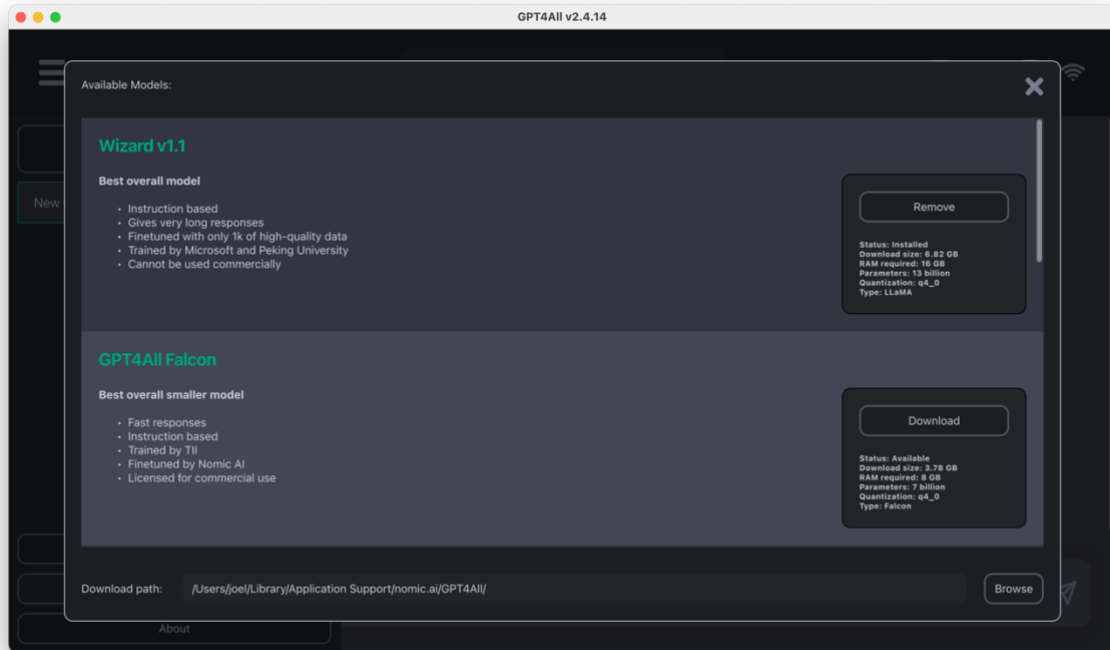 GPT4All v2.4.14
Available Models:
New
Wizard v1.1
Best overall model
• Instruction based
• Gives very long responses
• Finetuned with only 1k of high-quality data
• Trained by Microsoft and Peking University
• Cannot be used commercially
Remove
Status: Installed
Download size: 6.82 GB
RAM required: 16 GB
Parameters: 13 billion
Quantization: q4_0
Type: LLaMA
GPT4All Falcon
Best overall smaller model
• Fast responses
• Instruction based
• Trained by TII
• Finetuned by Nomic AI
• Licensed for commercial use
Download
Status: Available
Download size: 3.78 GB
RAM required: 8 GB
Parameters: 7 billion
Quantization: q4_0
Type: Falcon
Download path: /Users/joel/Library/Application Support/nomic.ai/GPT4All/ Browse
About